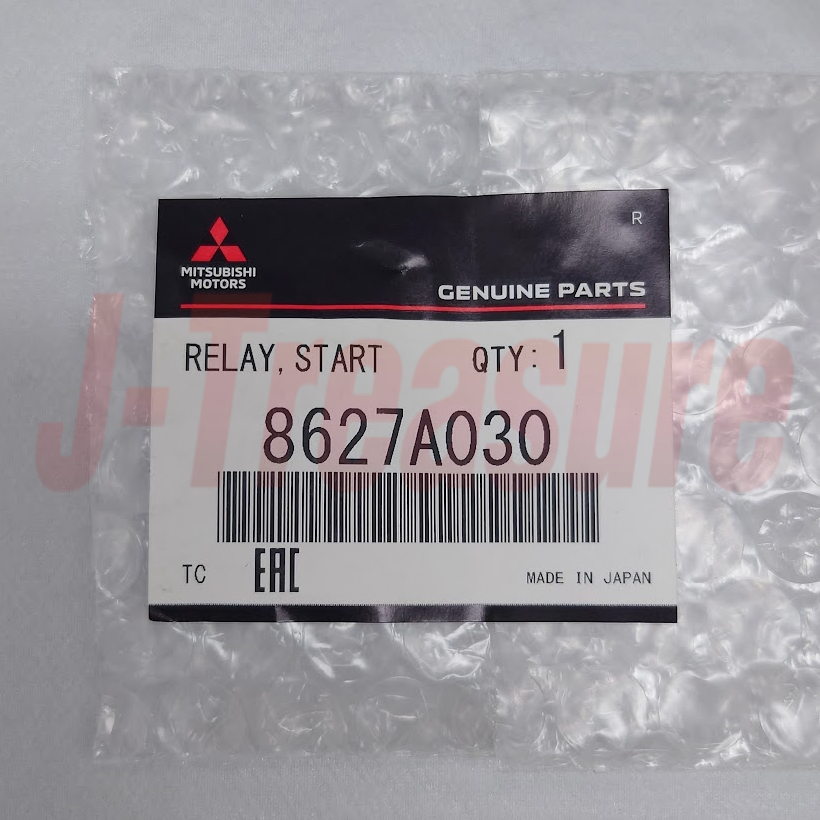 R
MITSUBISHI
MOTORS
GENUINE PARTS
RELAY, START QTY: 1
8627A030
TC EAC MADE IN JAPAN
J-Treasure